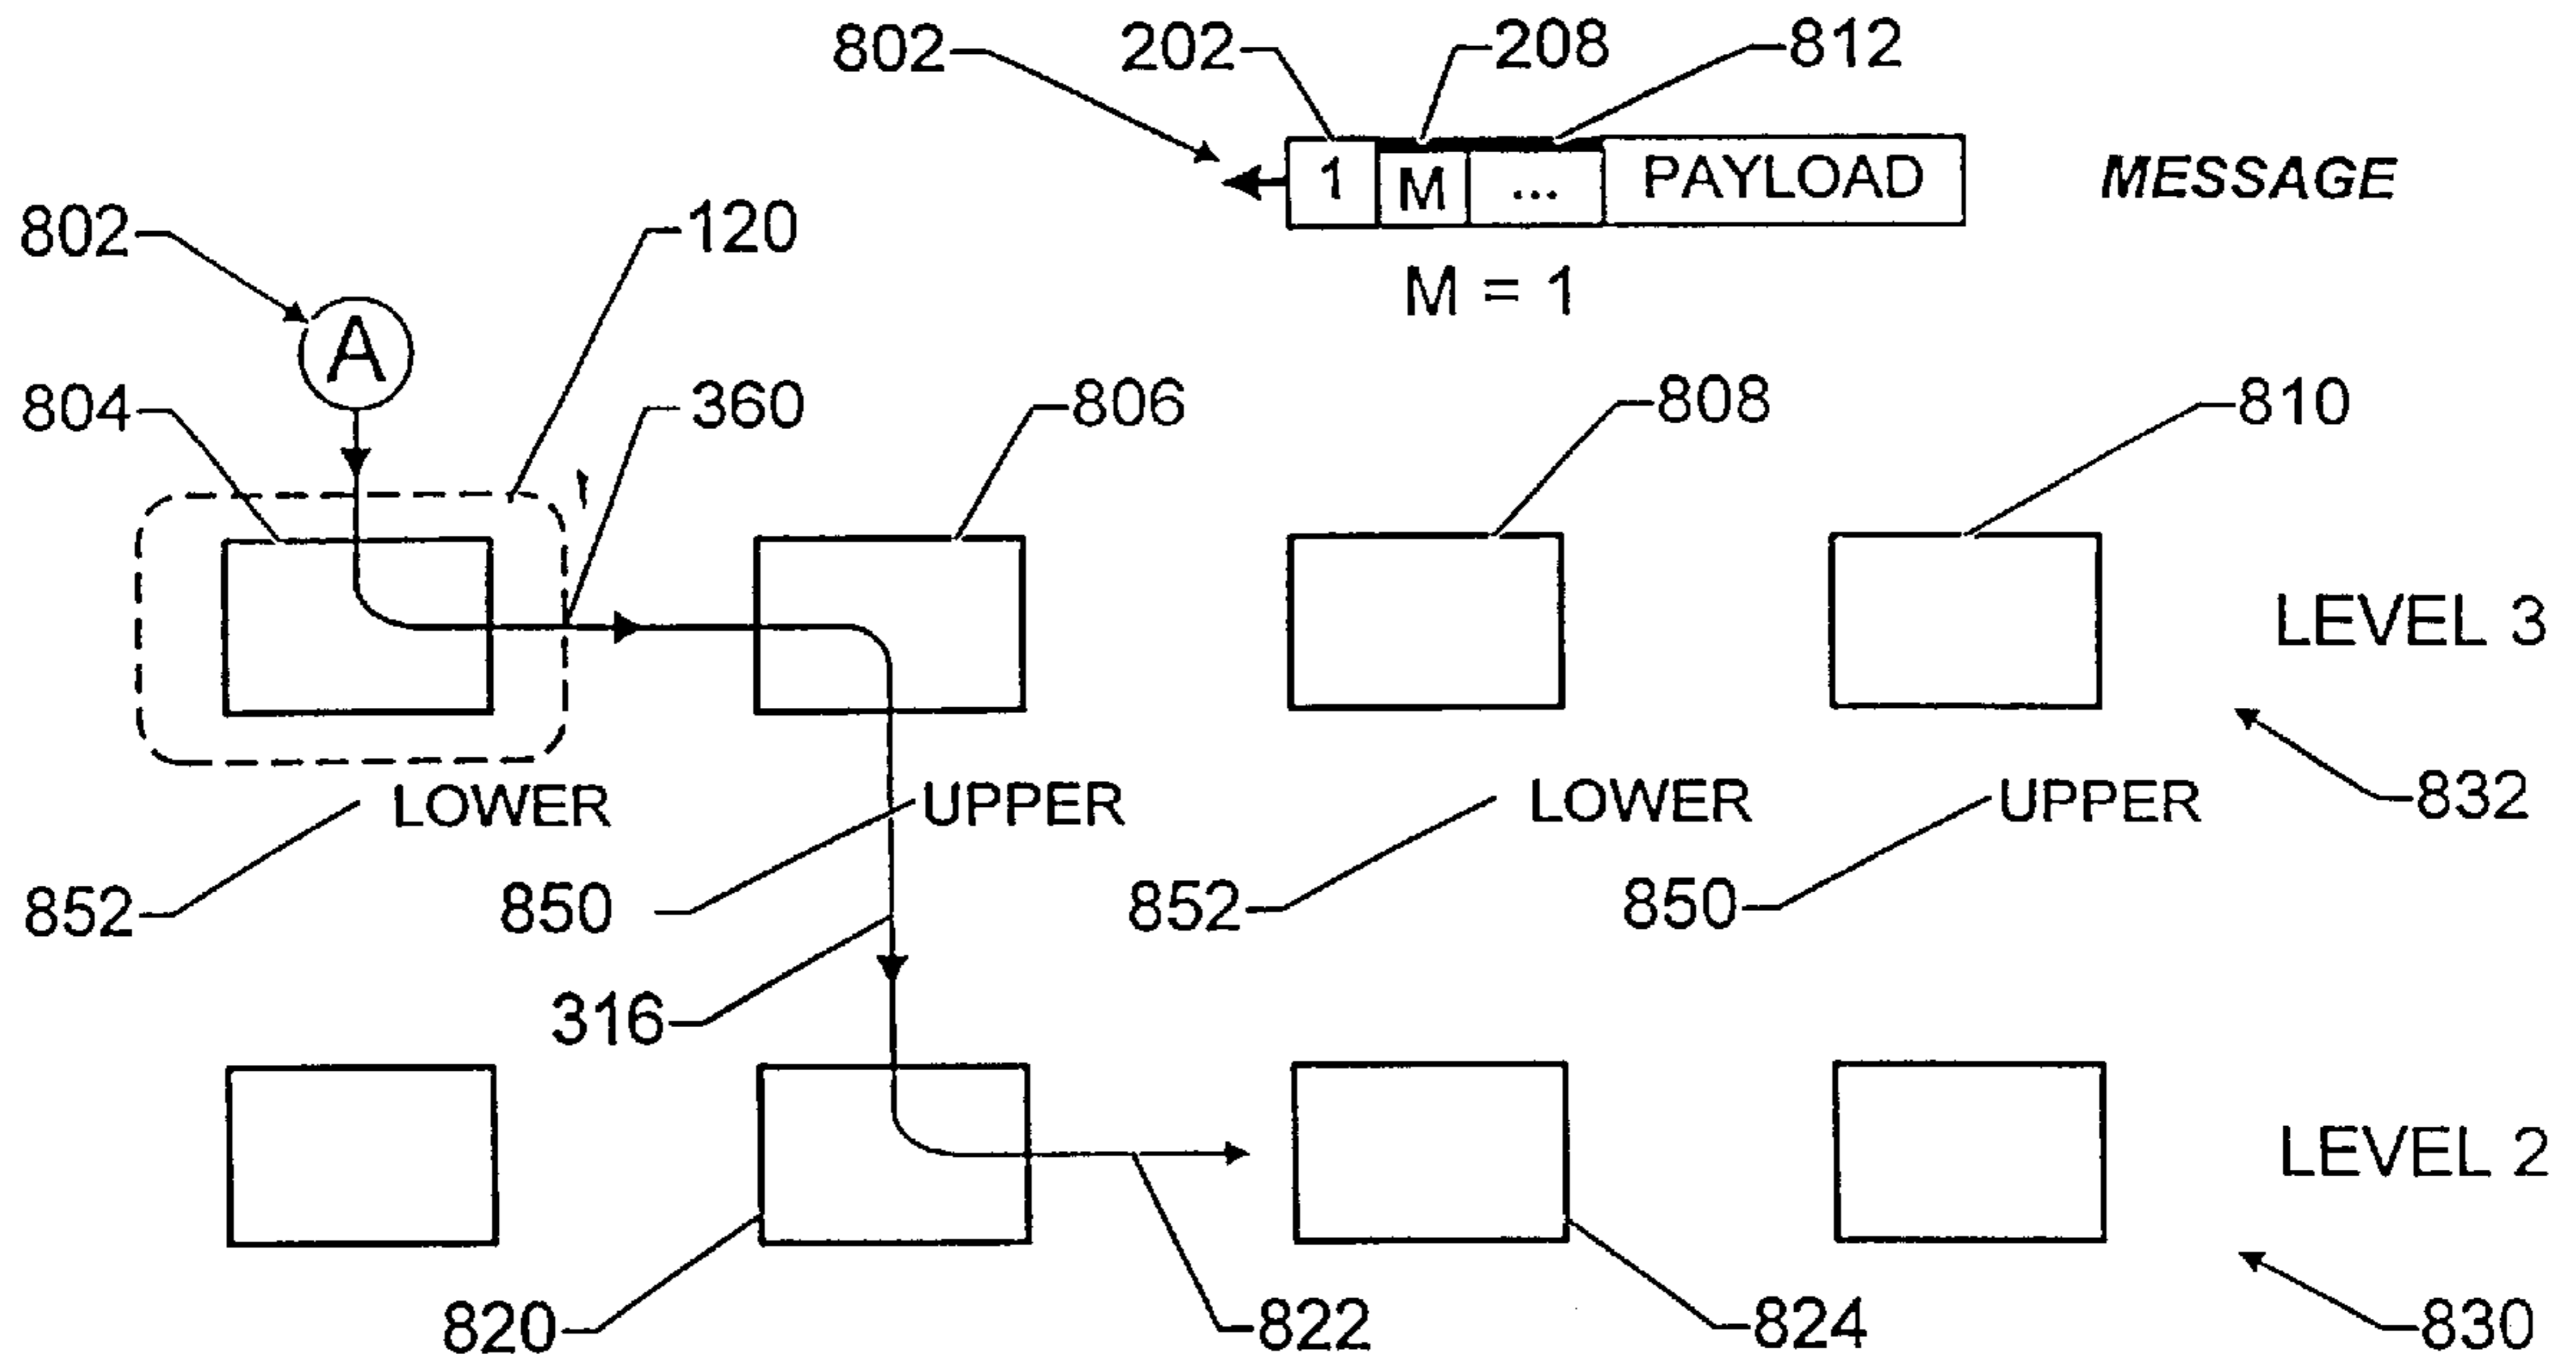 802 202 208 812
1 M ... PAYLOAD MESSAGE
M = 1
802 120
A
804 360 806 808 810
LEVEL 3
LOWER UPPER LOWER UPPER 832
852 850 852 850
316
LEVEL 2
820 822 824 830